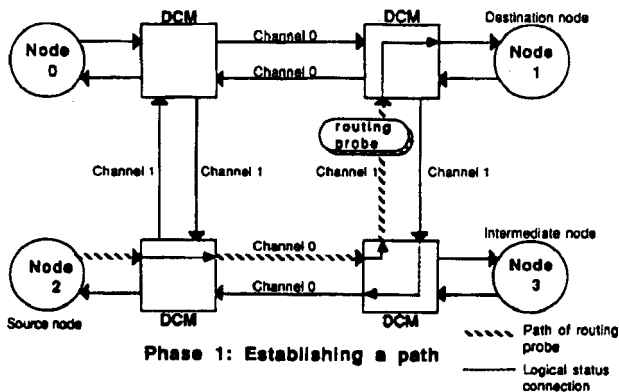 DCM
DCM
Destination node
Node
0
Channel 0
Channel 0
Node
1
routing
probe
Channel 1
Channel 1
Channel 1
Channel 1
Node
2
Source node
Channel 0
Channel 0
Intermediate node
Node
3
DCM
DCM
Phase 1: Establishing a path
Path of routing
probe
Logical status
connection